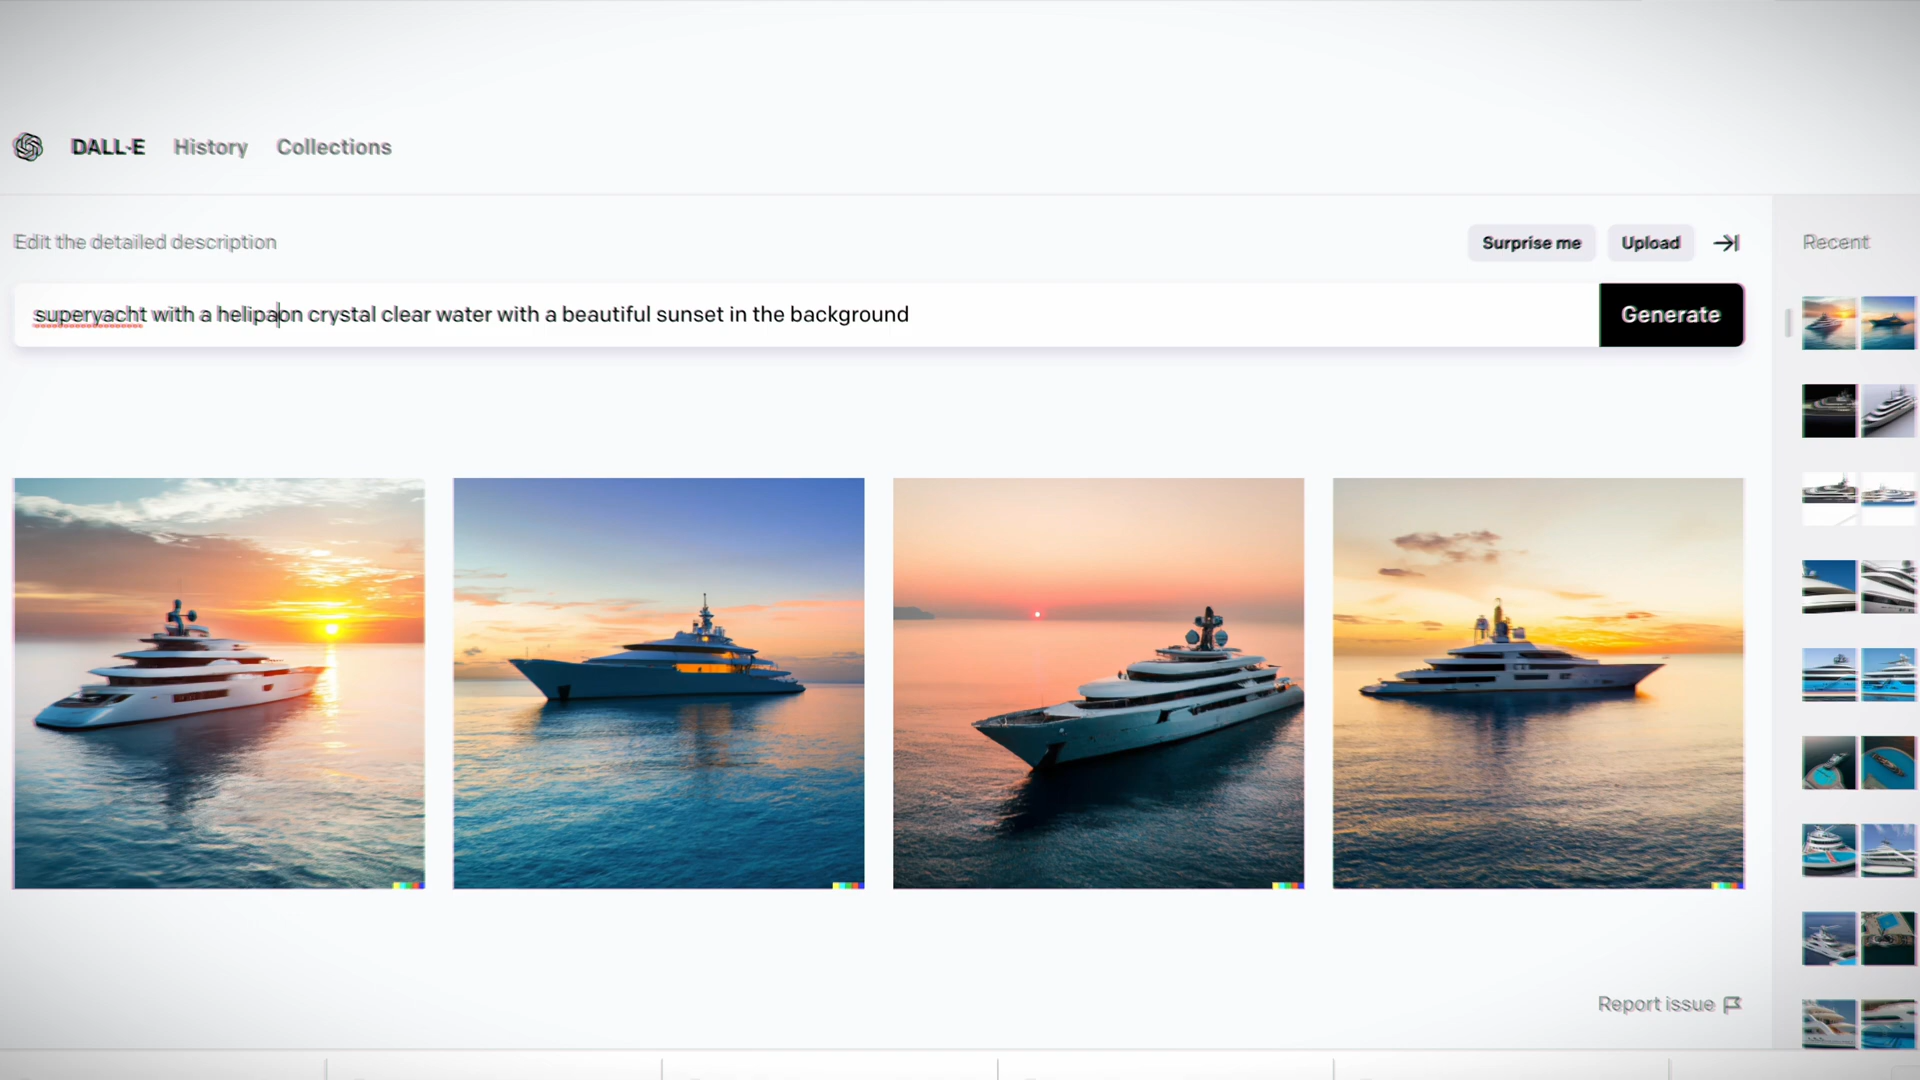 DALL·E History Collections
Edit the detailed description
Surprise me
Upload
Recent
superyacht with a helipaon crystal clear water with a beautiful sunset in the background
Generate
Report issue